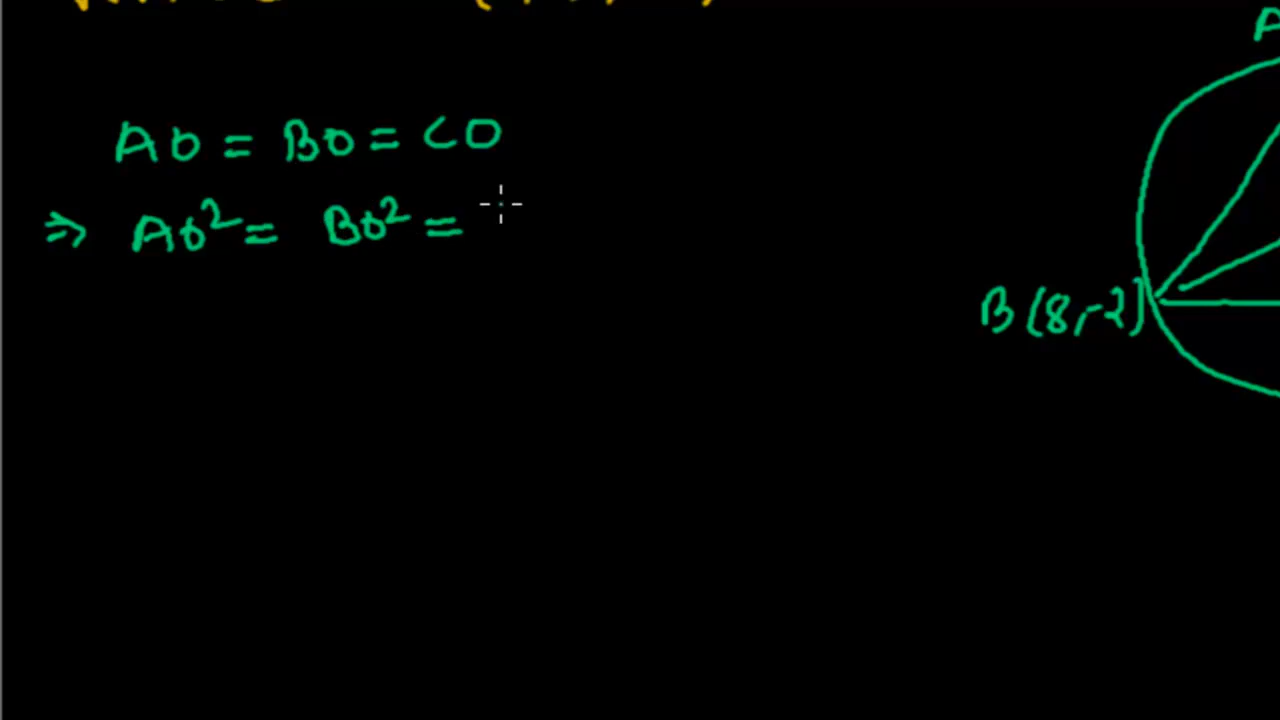 A
AO = BO = CO
⇒ AO² = BO² =
B (8,-2)